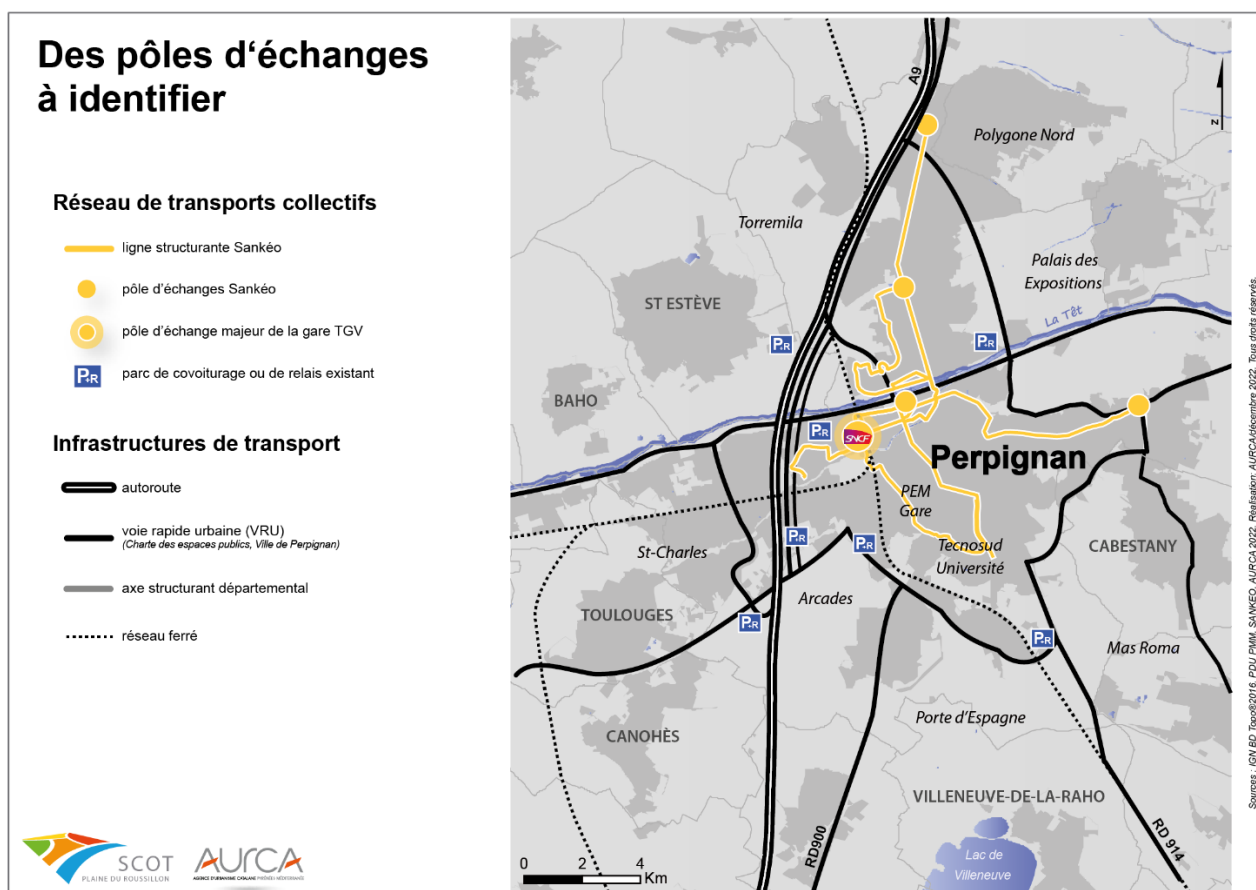 Des pôles d'échanges
à identifier
Réseau de transports collectifs
ligne structurante Sankéo
pôle d'échanges Sankéo
pôle d'échange majeur de la gare TGV
P+R
parc de covoiturage ou de relais existant
Infrastructures de transport
autoroute
voie rapide urbaine (VRU)
(Charte des espaces publics, Ville de Perpignan)
axe structurant départemental
réseau ferré
SCOT
PLAINE DU ROUSSILLON
AURCA
AGENCE D'URBANISME CATALANE PYRÉNÉES-MÉDITERRANÉE
A9
N
Polygone Nord
Torremila
Palais des
Expositions
ST ESTÈVE
La Têt
P+R
P+R
BAHO
P+R
SNCF
Perpignan
PEM
Gare
P+R
P+R
St-Charles
Tecnosud
Université
CABESTANY
TOULOUGES
Arcades
P+R
P+R
Mas Roma
Porte d'Espagne
CANOHÈS
VILLENEUVE-DE-LA-RAHO
RD900
RD 914
Lac de
Villeneuve
0 2 4
Km
Sources : IGN BD Topo®2016. PDU PMM. SANKEO. AURCA 2022. Réalisation: AURCA/décembre 2022. Tous droits réservés.